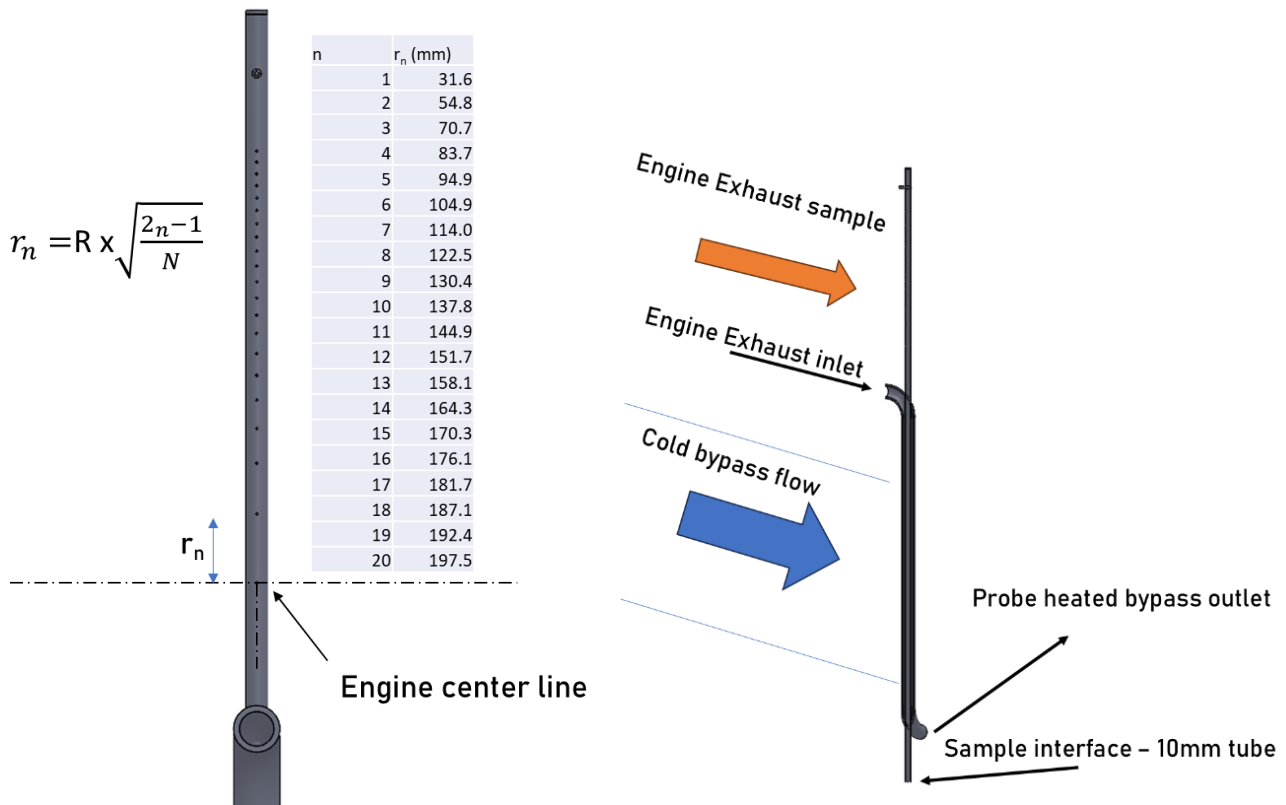 n r_n (mm)
1 31.6
2 54.8
3 70.7
4 83.7
5 94.9
6 104.9
7 114.0
8 122.5
9 130.4
10 137.8
11 144.9
12 151.7
13 158.1
14 164.3
15 170.3
16 176.1
17 181.7
18 187.1
19 192.4
20 197.5
r_n = R x √((2_n−1)/N)
r_n
Engine center line
Engine Exhaust sample
Engine Exhaust inlet
Cold bypass flow
Probe heated bypass outlet
Sample interface – 10mm tube